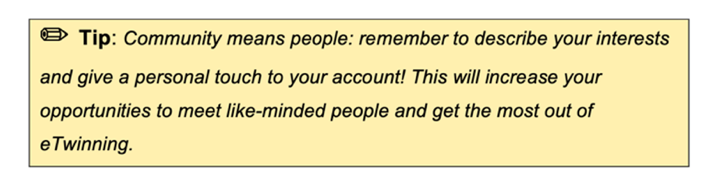 ✏ Tip: Community means people: remember to describe your interests
and give a personal touch to your account! This will increase your
opportunities to meet like-minded people and get the most out of
eTwinning.